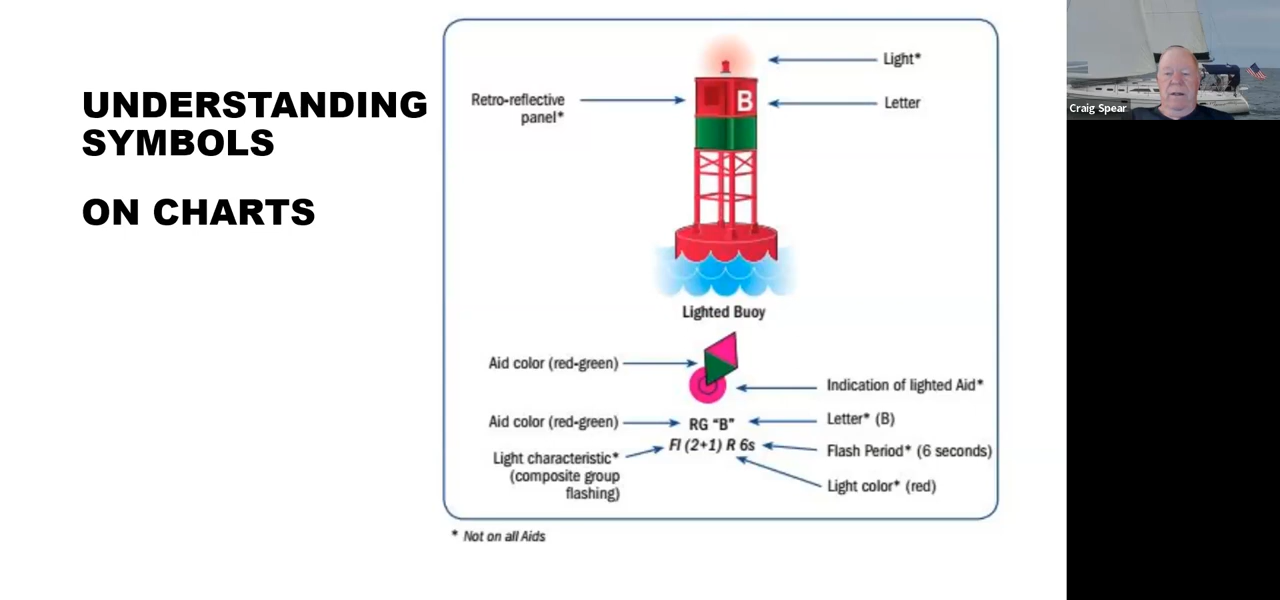 UNDERSTANDING
SYMBOLS
ON CHARTS
Light*
Retro-reflective
panel*
B
Letter
Lighted Buoy
Aid color (red-green)
Indication of lighted Aid*
Aid color (red-green)
RG "B"
Letter* (B)
Light characteristic*
(composite group
flashing)
Fl (2+1) R 6s
Flash Period* (6 seconds)
Light color* (red)
* Not on all Aids
Craig Spear